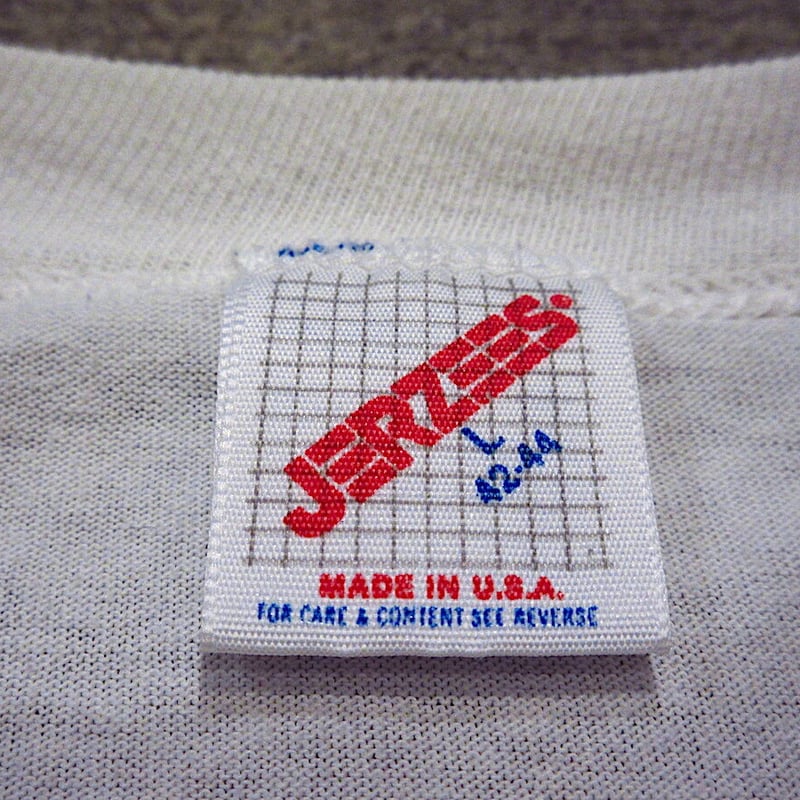 JERZEES.
L
42-44
MADE IN U.S.A.
FOR CARE & CONTENT SEE REVERSE